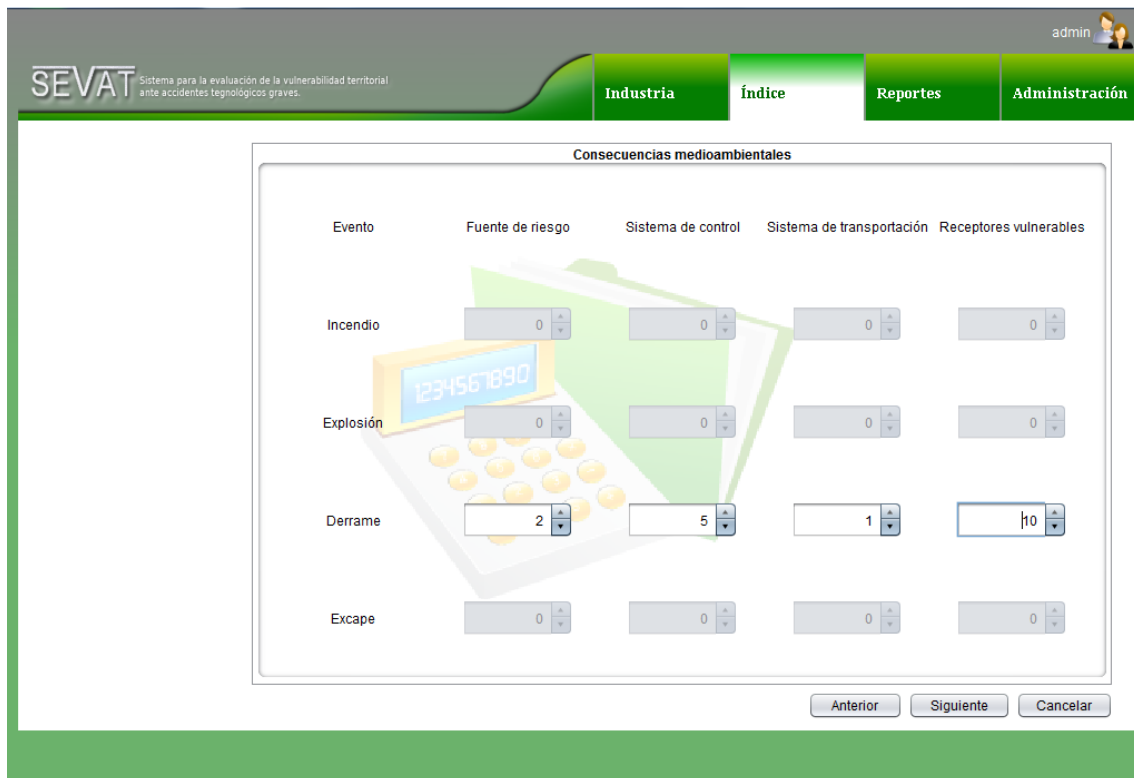 admin
SEVAT
Sistema para la evaluación de la vulnerabilidad territorial
ante accidentes tegnológicos graves.
Industria Índice Reportes Administración
Consecuencias medioambientales
Evento Fuente de riesgo Sistema de control Sistema de transportación Receptores vulnerables
Incendio 0 0 0 0
1234567890
Explosión 0 0 0 0
Derrame 2 5 1 10
Excape 0 0 0 0
Anterior Siguiente Cancelar